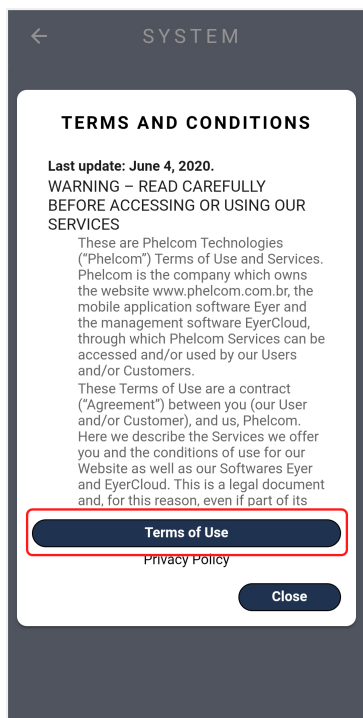 SYSTEM
TERMS AND CONDITIONS
Last update: June 4, 2020.
WARNING – READ CAREFULLY
BEFORE ACCESSING OR USING OUR
SERVICES
These are Phelcom Technologies
(“Phelcom”) Terms of Use and Services.
Phelcom is the company which owns
the website www.phelcom.com.br, the
mobile application software Eyer and
the management software EyerCloud,
through which Phelcom Services can be
accessed and/or used by our Users
and/or Customers.
These Terms of Use are a contract
(“Agreement”) between you (our User
and/or Customer), and us, Phelcom.
Here we describe the Services we offer
you and the conditions of use for our
Website as well as our Softwares Eyer
and EyerCloud. This is a legal document
and, for this reason, even if part of its
Terms of Use
Privacy Policy
Close